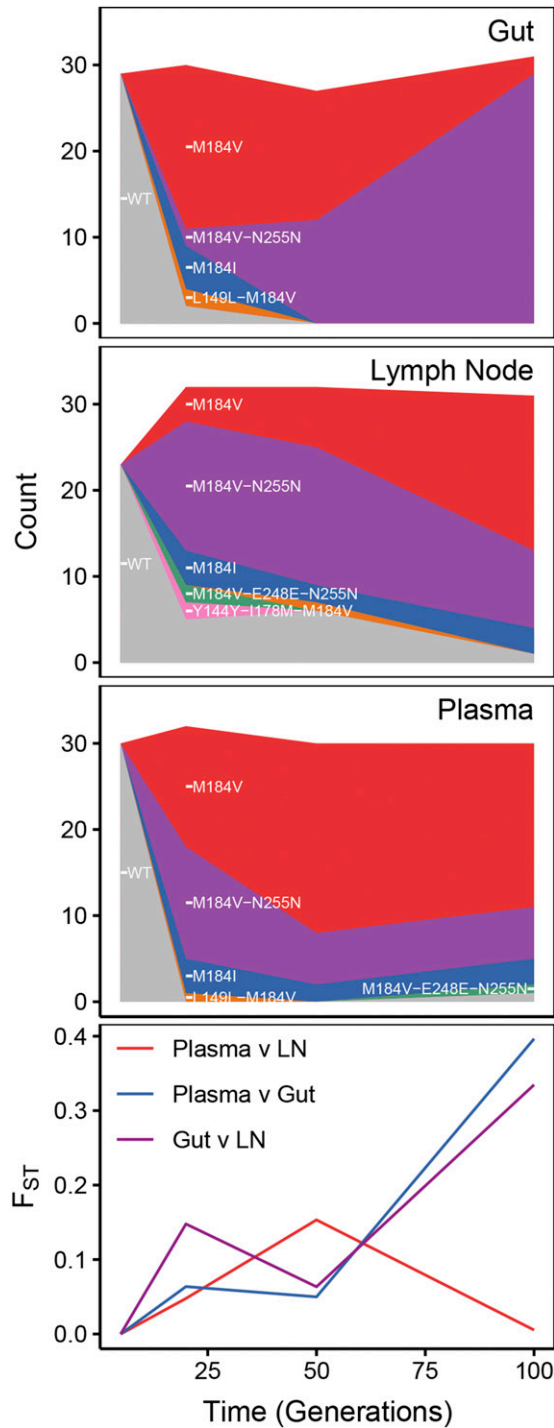 Gut
30
20
10
0
M184V
WT
M184V−N255N
M184I
L149L−M184V
Lymph Node
30
20
10
0
Count
M184V
M184V−N255N
WT
M184I
M184V−E248E−N255N
Y144Y−I178M−M184V
Plasma
30
20
10
0
M184V
WT
M184V−N255N
M184I
M184V−E248E−N255N
L149L−M184V
0.4
0.3
0.2
0.1
0.0
FST
Plasma v LN
Plasma v Gut
Gut v LN
25 50 75 100
Time (Generations)